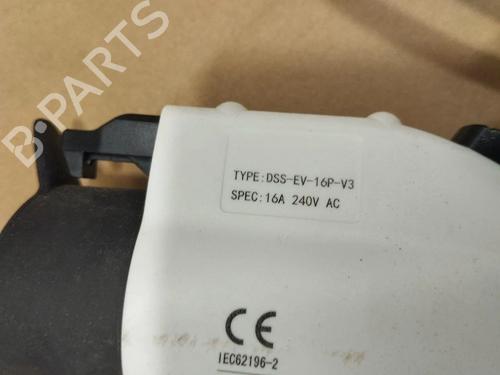 B-PARTS
TYPE:DSS-EV-16P-V3
SPEC:16A 240V AC
CE
IEC62196-2